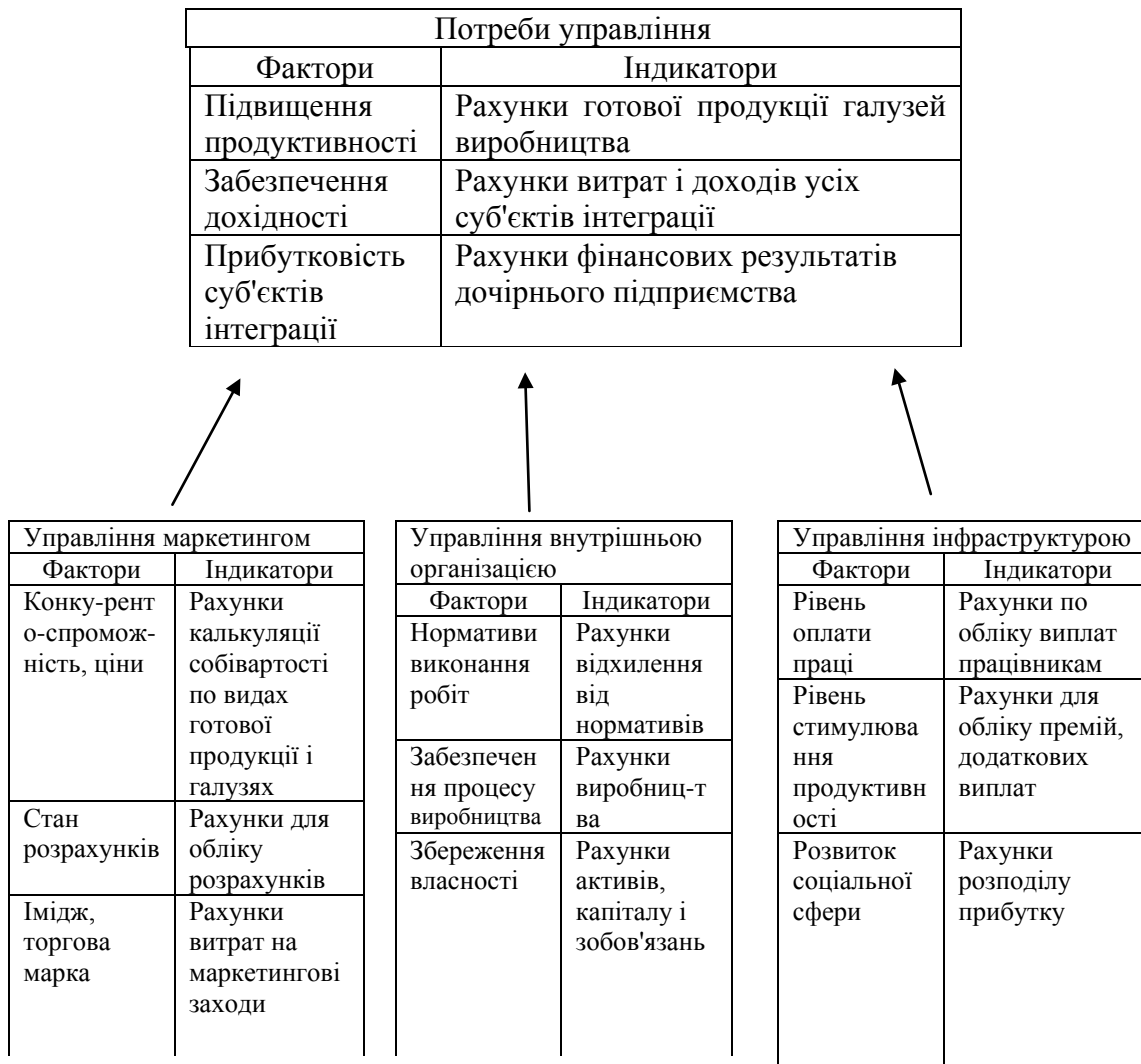 Потреби управління
Фактори Індикатори
Підвищення
продуктивності
Рахунки готової продукції галузей
виробництва
Забезпечення
дохідності
Рахунки витрат і доходів усіх
суб'єктів інтеграції
Прибутковість
суб'єктів
інтеграції
Рахунки фінансових результатів
дочірнього підприємства
Управління маркетингом
Фактори Індикатори
Конку-рент
о-спромож-
ність, ціни
Рахунки
калькуляції
собівартості
по видах
готової
продукції і
галузях
Стан
розрахунків
Рахунки для
обліку
розрахунків
Імідж,
торгова
марка
Рахунки
витрат на
маркетингові
заходи
Управління внутрішньою
організацією
Фактори Індикатори
Нормативи
виконання
робіт
Рахунки
відхилення
від
нормативів
Забезпечен
ня процесу
виробництва
Рахунки
виробниц-т
ва
Збереження
власності
Рахунки
активів,
капіталу і
зобов'язань
Управління інфраструктурою
Фактори Індикатори
Рівень
оплати
праці
Рахунки по
обліку виплат
працівникам
Рівень
стимулюва
ння
продуктивн
ості
Рахунки для
обліку премій,
додаткових
виплат
Розвиток
соціальної
сфери
Рахунки
розподілу
прибутку